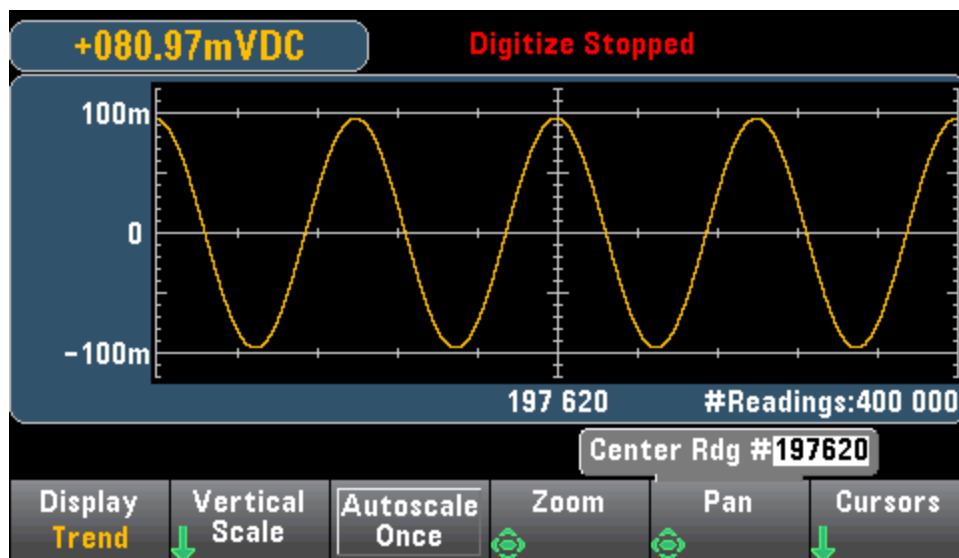 +080.97mVDC
Digitize Stopped
100m
0
-100m
197 620
#Readings:400 000
Center Rdg #197620
Display
Trend
Vertical
Scale
Autoscale
Once
Zoom
Pan
Cursors